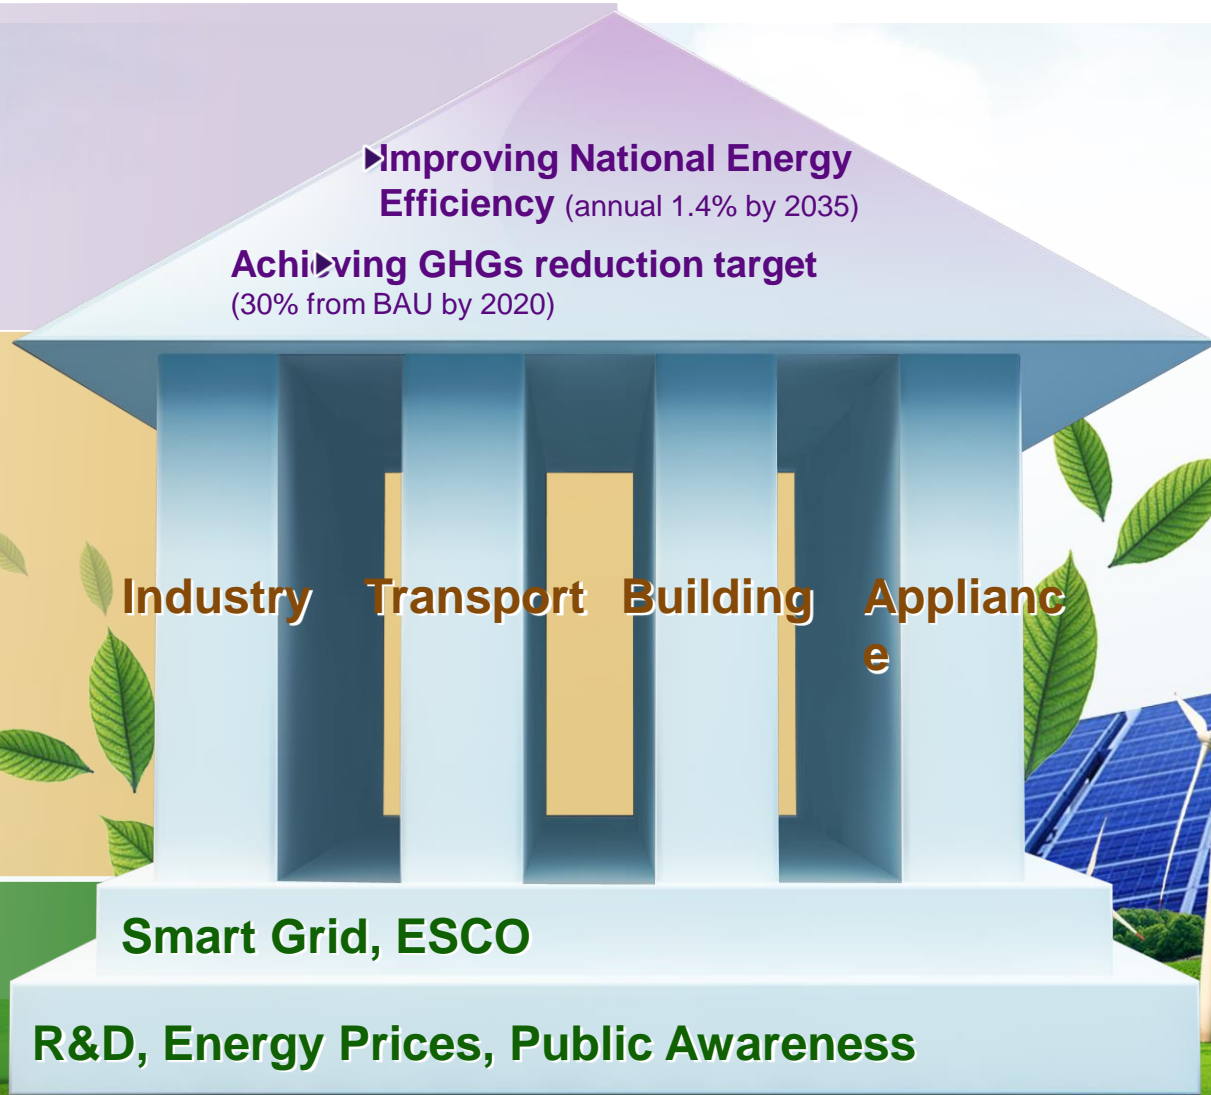 Improving National Energy
Efficiency (annual 1.4% by 2035)
Achieving GHGs reduction target
(30% from BAU by 2020)
Industry Transport Building Applianc
e
Smart Grid, ESCO
R&D, Energy Prices, Public Awareness